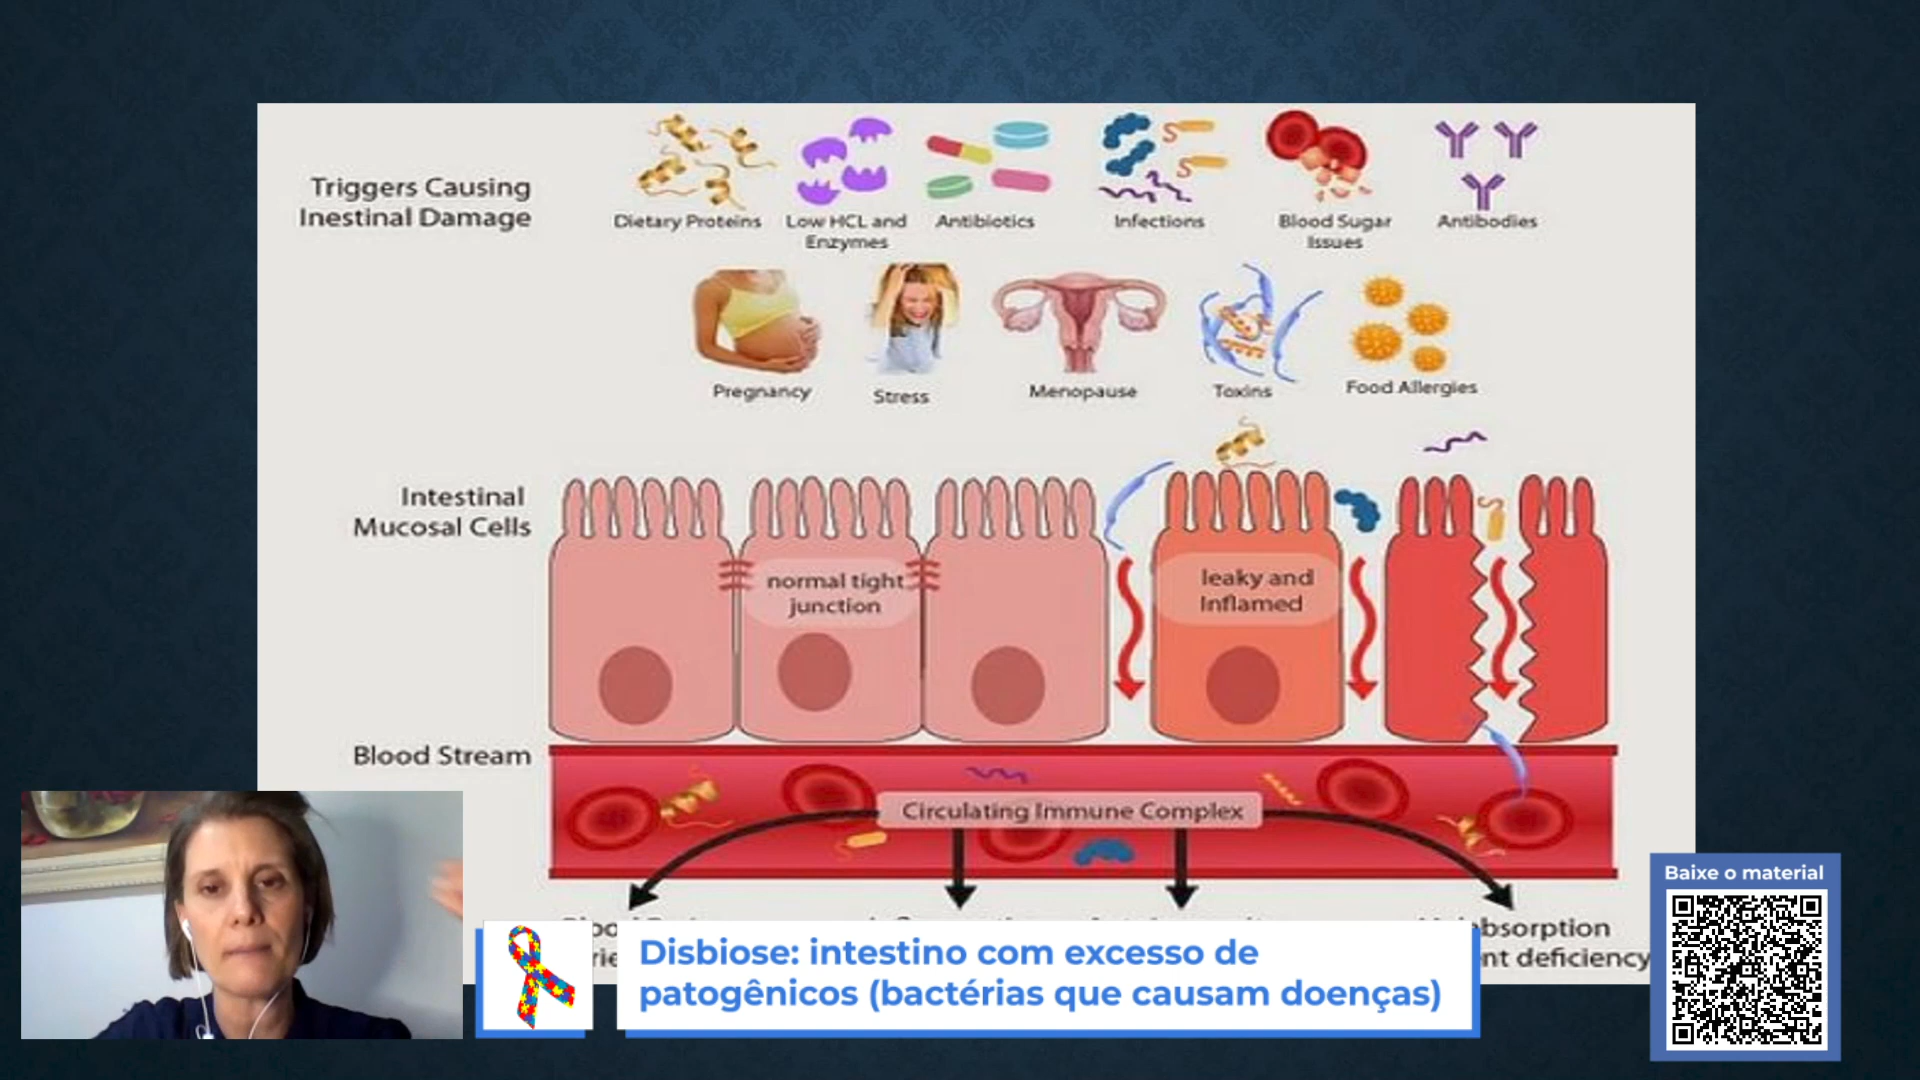 Triggers Causing
Inestinal Damage
Dietary Proteins
Low HCL and
Enzymes
Antibiotics
Infections
Blood Sugar
Issues
Antibodies
Pregnancy
Stress
Menopause
Toxins
Food Allergies
Intestinal
Mucosal Cells
normal tight
junction
leaky and
Inflamed
Blood Stream
Circulating Immune Complex
deficiency
Disbiose: intestino com excesso de
patogênicos (bactérias que causam doenças)
Baixe o material